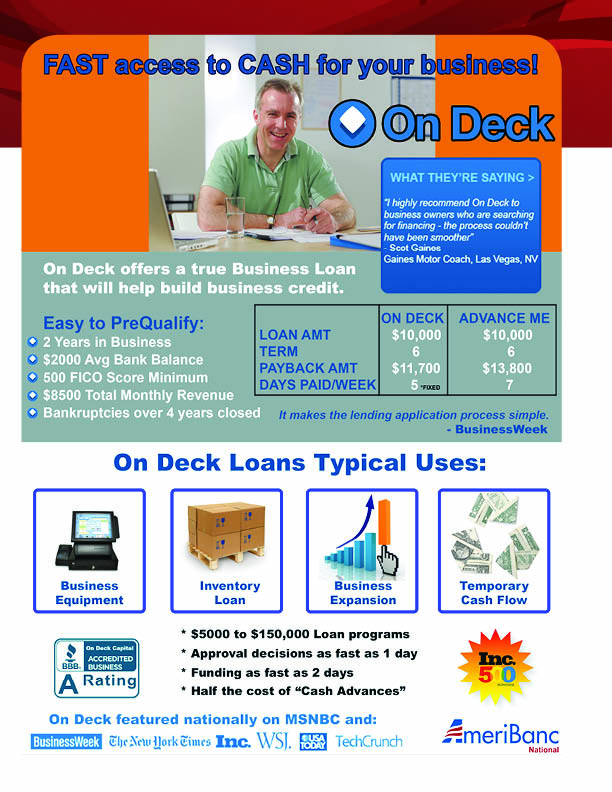 FAST access to CASH for your business!
On Deck
WHAT THEY'RE SAYING >
"I highly recommend On Deck to
business owners who are searching
for financing - the process couldn't
have been smoother"
- Scot Gaines
Gaines Motor Coach, Las Vegas, NV
On Deck offers a true Business Loan
that will help build business credit.
Easy to PreQualify:
2 Years in Business
$2000 Avg Bank Balance
500 FICO Score Minimum
$8500 Total Monthly Revenue
Bankruptcies over 4 years closed
ON DECK ADVANCE ME
LOAN AMT $10,000 $10,000
TERM 6 6
PAYBACK AMT $11,700 $13,800
DAYS PAID/WEEK 5 *FIXED 7
It makes the lending application process simple.
- BusinessWeek
On Deck Loans Typical Uses:
Business
Equipment
Inventory
Loan
Business
Expansion
Temporary
Cash Flow
On Deck Capital
BBB
ACCREDITED
BUSINESS
A Rating
* $5000 to $150,000 Loan programs
* Approval decisions as fast as 1 day
* Funding as fast as 2 days
* Half the cost of "Cash Advances"
Inc.
500
On Deck featured nationally on MSNBC and:
BusinessWeek The New York Times Inc. WSJ. USA TODAY TechCrunch
AmeriBanc
National